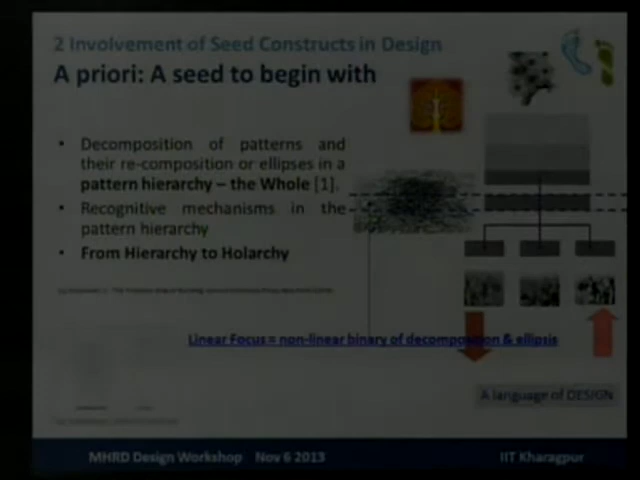 2 Involvement of Seed Constructs in Design
A priori: A seed to begin with
• Decomposition of patterns and
their re-composition or ellipses in a
pattern hierarchy – the Whole [1].
• Recognitive mechanisms in the
pattern hierarchy
• From Hierarchy to Holarchy
Linear Focus = non-linear binary of decomposition & ellipsis
A language of DESIGN
MHRD Design Workshop Nov 6 2013
IIT Kharagpur